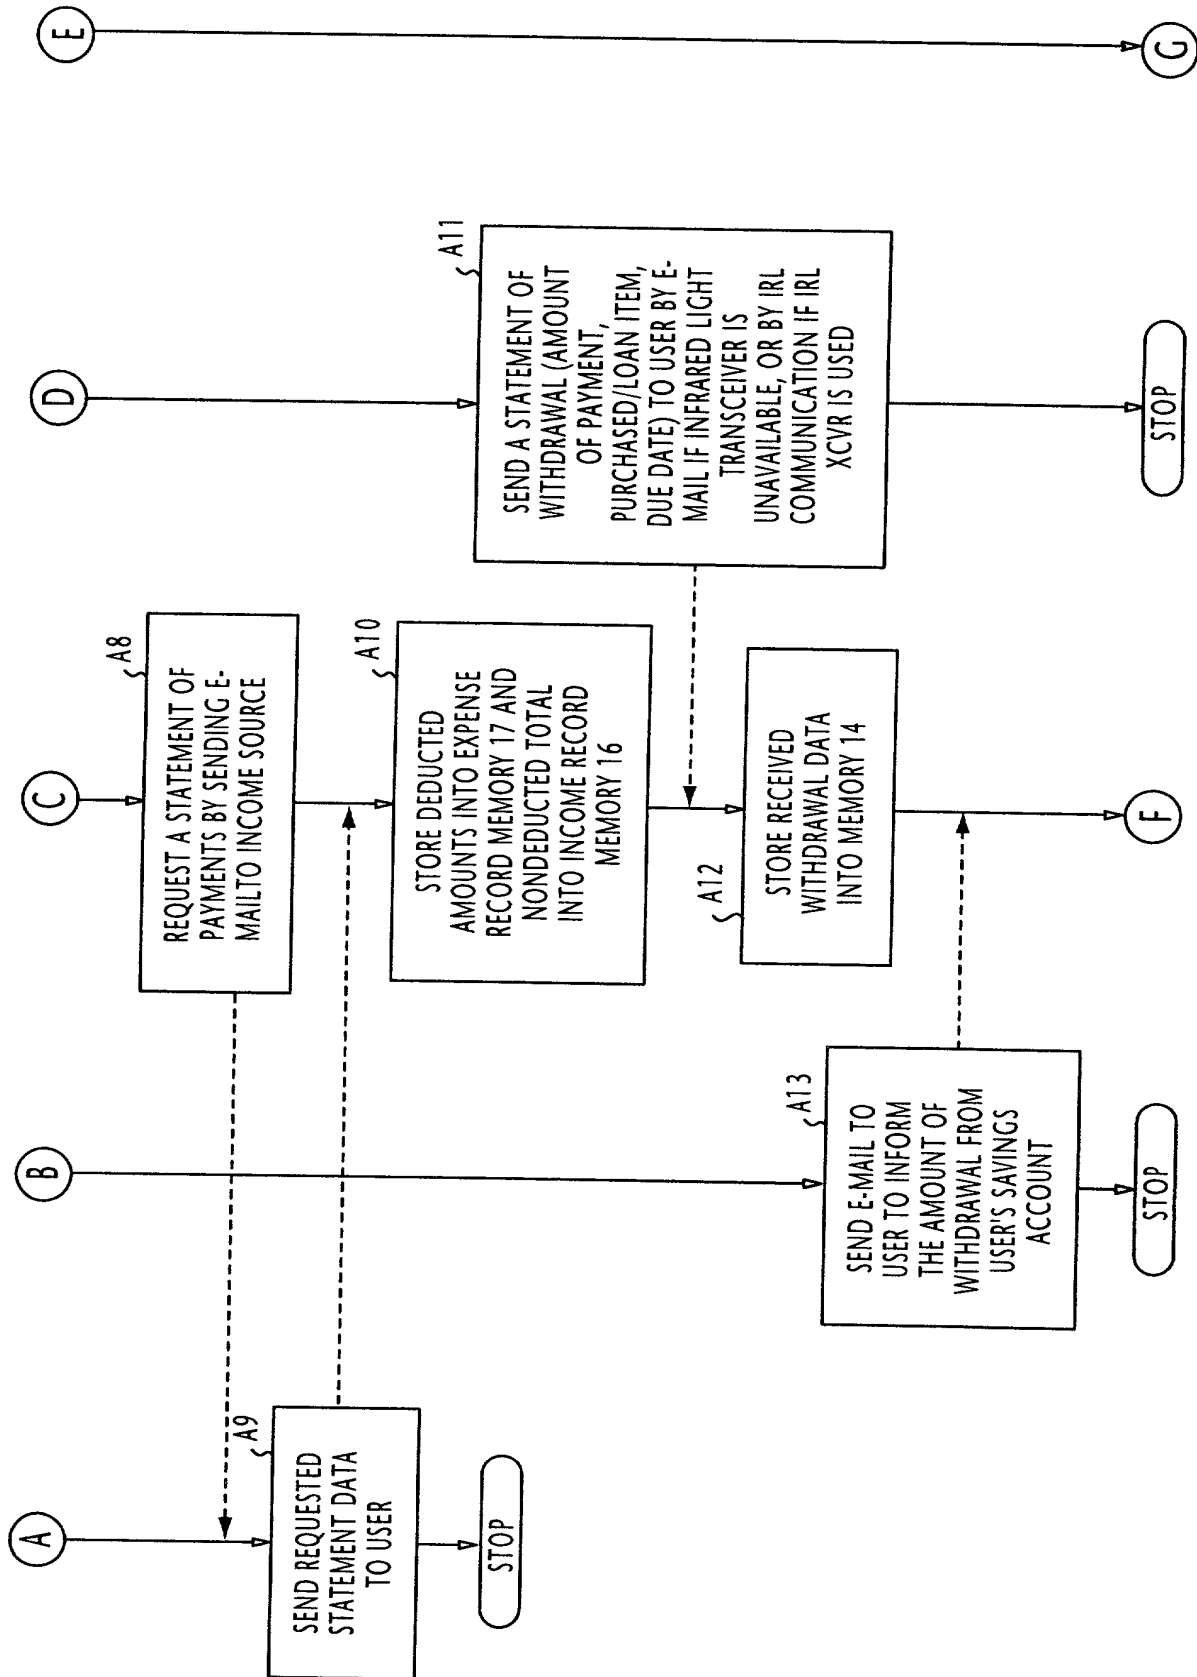 A
B
C
D
E
A8
REQUEST A STATEMENT OF
PAYMENTS BY SENDING E-
MAILTO INCOME SOURCE
A9
SEND REQUESTED
STATEMENT DATA
TO USER
STOP
A10
STORE DEDUCTED
AMOUNTS INTO EXPENSE
RECORD MEMORY 17 AND
NONDEDUCTED TOTAL
INTO INCOME RECORD
MEMORY 16
A11
SEND A STATEMENT OF
WITHDRAWAL (AMOUNT
OF PAYMENT,
PURCHASED/LOAN ITEM,
DUE DATE) TO USER BY E-
MAIL IF INFRARED LIGHT
TRANSCEIVER IS
UNAVAILABLE, OR BY IRL
COMMUNICATION IF IRL
XCVR IS USED
A12
STORE RECEIVED
WITHDRAWAL DATA
INTO MEMORY 14
A13
SEND E-MAIL TO
USER TO INFORM
THE AMOUNT OF
WITHDRAWAL FROM
USER'S SAVINGS
ACCOUNT
STOP
F
STOP
G